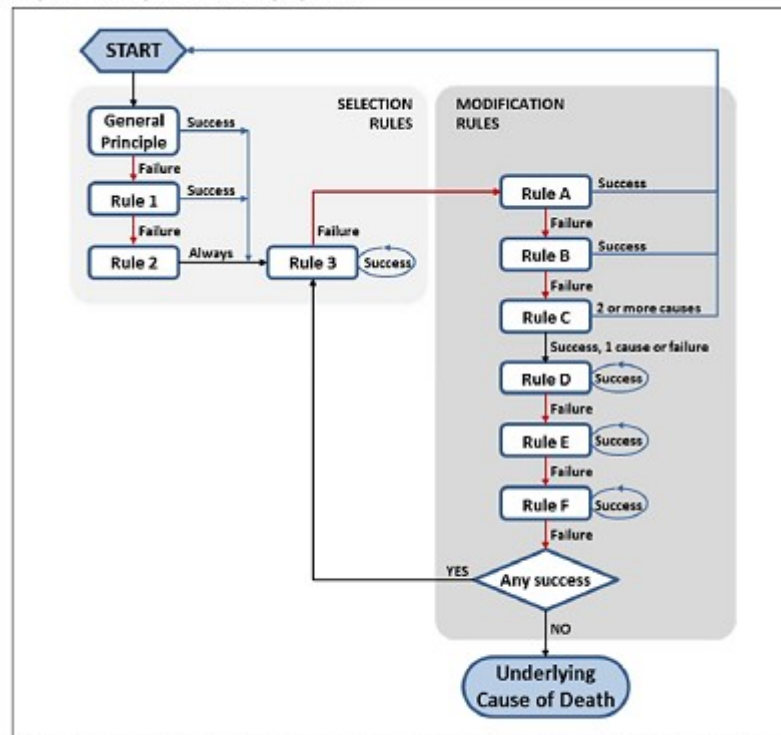 START
SELECTION
RULES
General
Principle
Success
Failure
Rule 1
Success
Failure
Rule 2
Always
Rule 3
Failure
Success
MODIFICATION
RULES
Rule A
Success
Failure
Rule B
Success
Failure
Rule C
2 or more causes
Success, 1 cause or failure
Rule D
Success
Failure
Rule E
Success
Failure
Rule F
Success
Failure
Any success
YES
NO
Underlying
Cause of Death